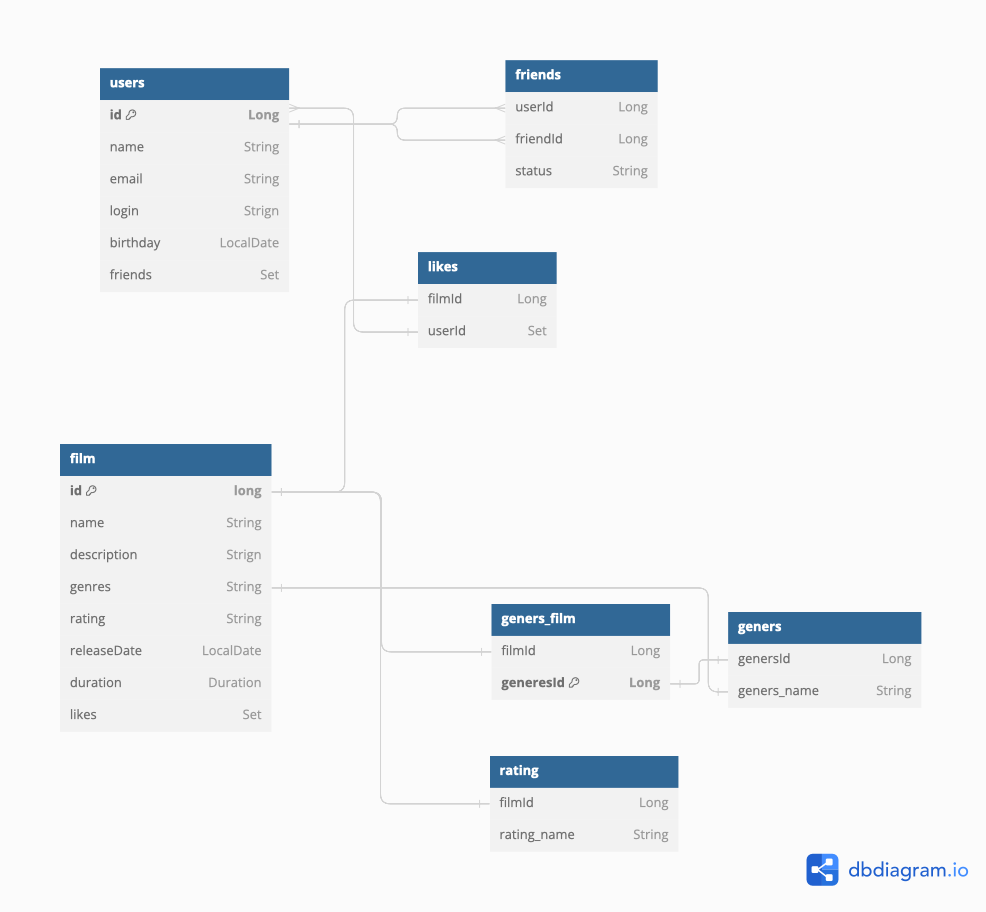 users
id Long
name String
email String
login Strign
birthday LocalDate
friends Set
friends
userId Long
friendId Long
status String
likes
filmId Long
userId Set
film
id long
name String
description Strign
genres String
rating String
releaseDate LocalDate
duration Duration
likes Set
geners_film
filmId Long
generesId Long
geners
genersId Long
geners_name String
rating
filmId Long
rating_name String
dbdiagram.io